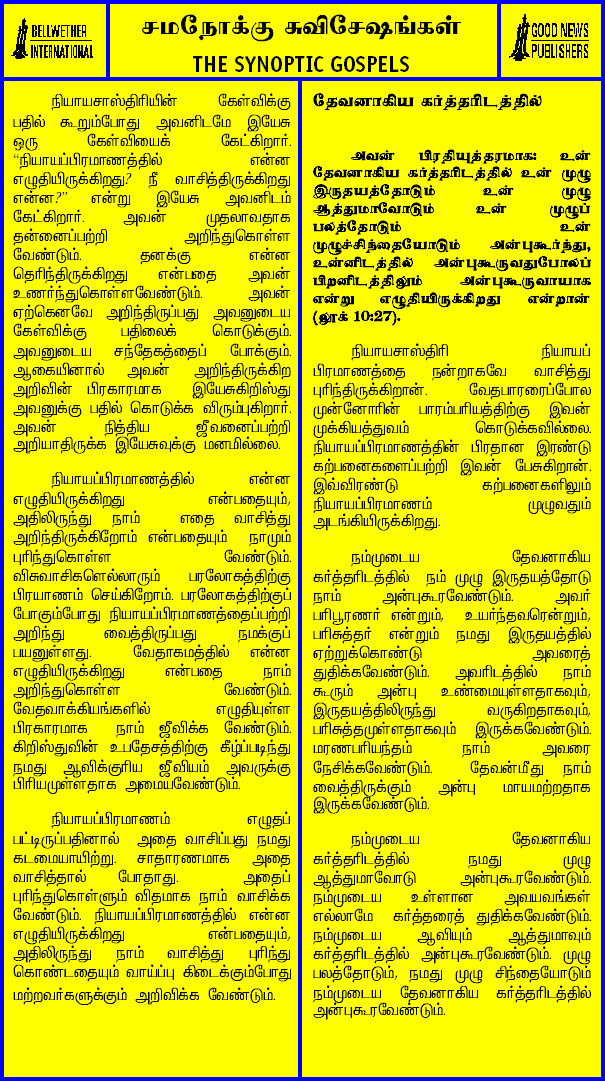 BELLWETHER
INTERNATIONAL
சமநோக்கு சுவிசேஷங்கள்
THE SYNOPTIC GOSPELS
GOOD NEWS
PUBLISHERS
நியாயசாஸ்திரியின் கேள்விக்கு
பதில் கூறும்போது அவனிடமே இயேசு
ஒரு கேள்வியைக் கேட்கிறார்.
“நியாயப்பிரமாணத்தில் என்ன
எழுதியிருக்கிறது? நீ வாசித்திருக்கிறது
என்ன?” என்று இயேசு அவனிடம்
கேட்கிறார். அவன் முதலாவதாக
தன்னைப்பற்றி அறிந்துகொள்ள
வேண்டும். தனக்கு என்ன
தெரிந்திருக்கிறது என்பதை அவன்
உணர்ந்துகொள்ளவேண்டும். அவன்
ஏற்கெனவே அறிந்திருப்பது அவனுடைய
கேள்விக்கு பதிலைக் கொடுக்கும்.
அவனுடைய சந்தேகத்தைப் போக்கும்.
ஆகையினால் அவன் அறிந்திருக்கிற
அறிவின் பிரகாரமாக இயேசுகிறிஸ்து
அவனுக்கு பதில் கொடுக்க விரும்புகிறார்.
அவன் நித்திய ஜீவனைப்பற்றி
அறியாதிருக்க இயேசுவுக்கு மனமில்லை.
நியாயப்பிரமாணத்தில் என்ன
எழுதியிருக்கிறது என்பதையும்,
அதிலிருந்து நாம் எதை வாசித்து
அறிந்திருக்கிறோம் என்பதையும் நாமும்
புரிந்துகொள்ள வேண்டும்.
விசுவாசிகளெல்லாரும் பரலோகத்திற்கு
பிரயாணம் செய்கிறோம். பரலோகத்திற்குப்
போகும்போது நியாயப்பிரமாணத்தைப்பற்றி
அறிந்து வைத்திருப்பது நமக்குப்
பயனுள்ளது. வேதாகமத்தில் என்ன
எழுதியிருக்கிறது என்பதை நாம்
அறிந்துகொள்ள வேண்டும்.
வேதவாக்கியங்களில் எழுதியுள்ள
பிரகாரமாக நாம் ஜீவிக்க வேண்டும்.
கிறிஸ்துவின் உபதேசத்திற்கு கீழ்ப்படிந்து
நமது ஆவிக்குரிய ஜீவியம் அவருக்கு
பிரியமுள்ளதாக அமையவேண்டும்.
நியாயப்பிரமாணம் எழுதப்
பட்டிருப்பதினால் அதை வாசிப்பது நமது
கடமையாயிற்று. சாதாரணமாக அதை
வாசித்தால் போதாது. அதைப்
புரிந்துகொள்ளும் விதமாக நாம் வாசிக்க
வேண்டும். நியாயப்பிரமாணத்தில் என்ன
எழுதியிருக்கிறது என்பதையும்,
அதிலிருந்து நாம் வாசித்து புரிந்து
கொண்டதையும் வாய்ப்பு கிடைக்கும்போது
மற்றவர்களுக்கும் அறிவிக்க வேண்டும்.
தேவனாகிய கர்த்தரிடத்தில்
அவன் பிரதியுத்தரமாக: உன்
தேவனாகிய கர்த்தரிடத்தில் உன் முழு
இருதயத்தோடும் உன் முழு
ஆத்துமாவோடும் உன் முழுப்
பலத்தோடும் உன்
முழுச்சிந்தையோடும் அன்புகூர்ந்து,
உன்னிடத்தில் அன்புகூருவதுபோலப்
பிறனிடத்திலும் அன்புகூருவாயாக
என்று எழுதியிருக்கிறது என்றான்
(லூக் 10:27).
நியாயசாஸ்திரி நியாயப்
பிரமாணத்தை நன்றாகவே வாசித்து
புரிந்திருக்கிறான். வேதபாரரைப்போல
முன்னோரின் பாரம்பரியத்திற்கு இவன்
முக்கியத்துவம் கொடுக்கவில்லை.
நியாயப்பிரமாணத்தின் பிரதான இரண்டு
கற்பனைகளைப்பற்றி இவன் பேசுகிறான்.
இவ்விரண்டு கற்பனைகளிலும்
நியாயப்பிரமாணம் முழுவதும்
அடங்கியிருக்கிறது.
நம்முடைய தேவனாகிய
கர்த்தரிடத்தில் நம் முழு இருதயத்தோடு
நாம் அன்புகூரவேண்டும். அவர்
பரிபூரணர் என்றும், உயர்ந்தவரென்றும்,
பரிசுத்தர் என்றும் நமது இருதயத்தில்
ஏற்றுக்கொண்டு அவரைத்
துதிக்கவேண்டும். அவரிடத்தில் நாம்
கூரும் அன்பு உண்மையுள்ளதாகவும்,
இருதயத்திலிருந்து வருகிறதாகவும்,
பரிசுத்தமுள்ளதாகவும் இருக்கவேண்டும்.
மரணபரியந்தம் நாம் அவரை
நேசிக்கவேண்டும். தேவன்மீது நாம்
வைத்திருக்கும் அன்பு மாயமற்றதாக
இருக்கவேண்டும்.
நம்முடைய தேவனாகிய
கர்த்தரிடத்தில் நமது முழு
ஆத்துமாவோடு அன்புகூரவேண்டும்.
நம்முடைய உள்ளான அவயவங்கள்
எல்லாமே கர்த்தரைத் துதிக்கவேண்டும்.
நம்முடைய ஆவியும் ஆத்துமாவும்
கர்த்தரிடத்தில் அன்புகூரவேண்டும். முழு
பலத்தோடும், நமது முழு சிந்தையோடும்
நம்முடைய தேவனாகிய கர்த்தரிடத்தில்
அன்புகூரவேண்டும்.